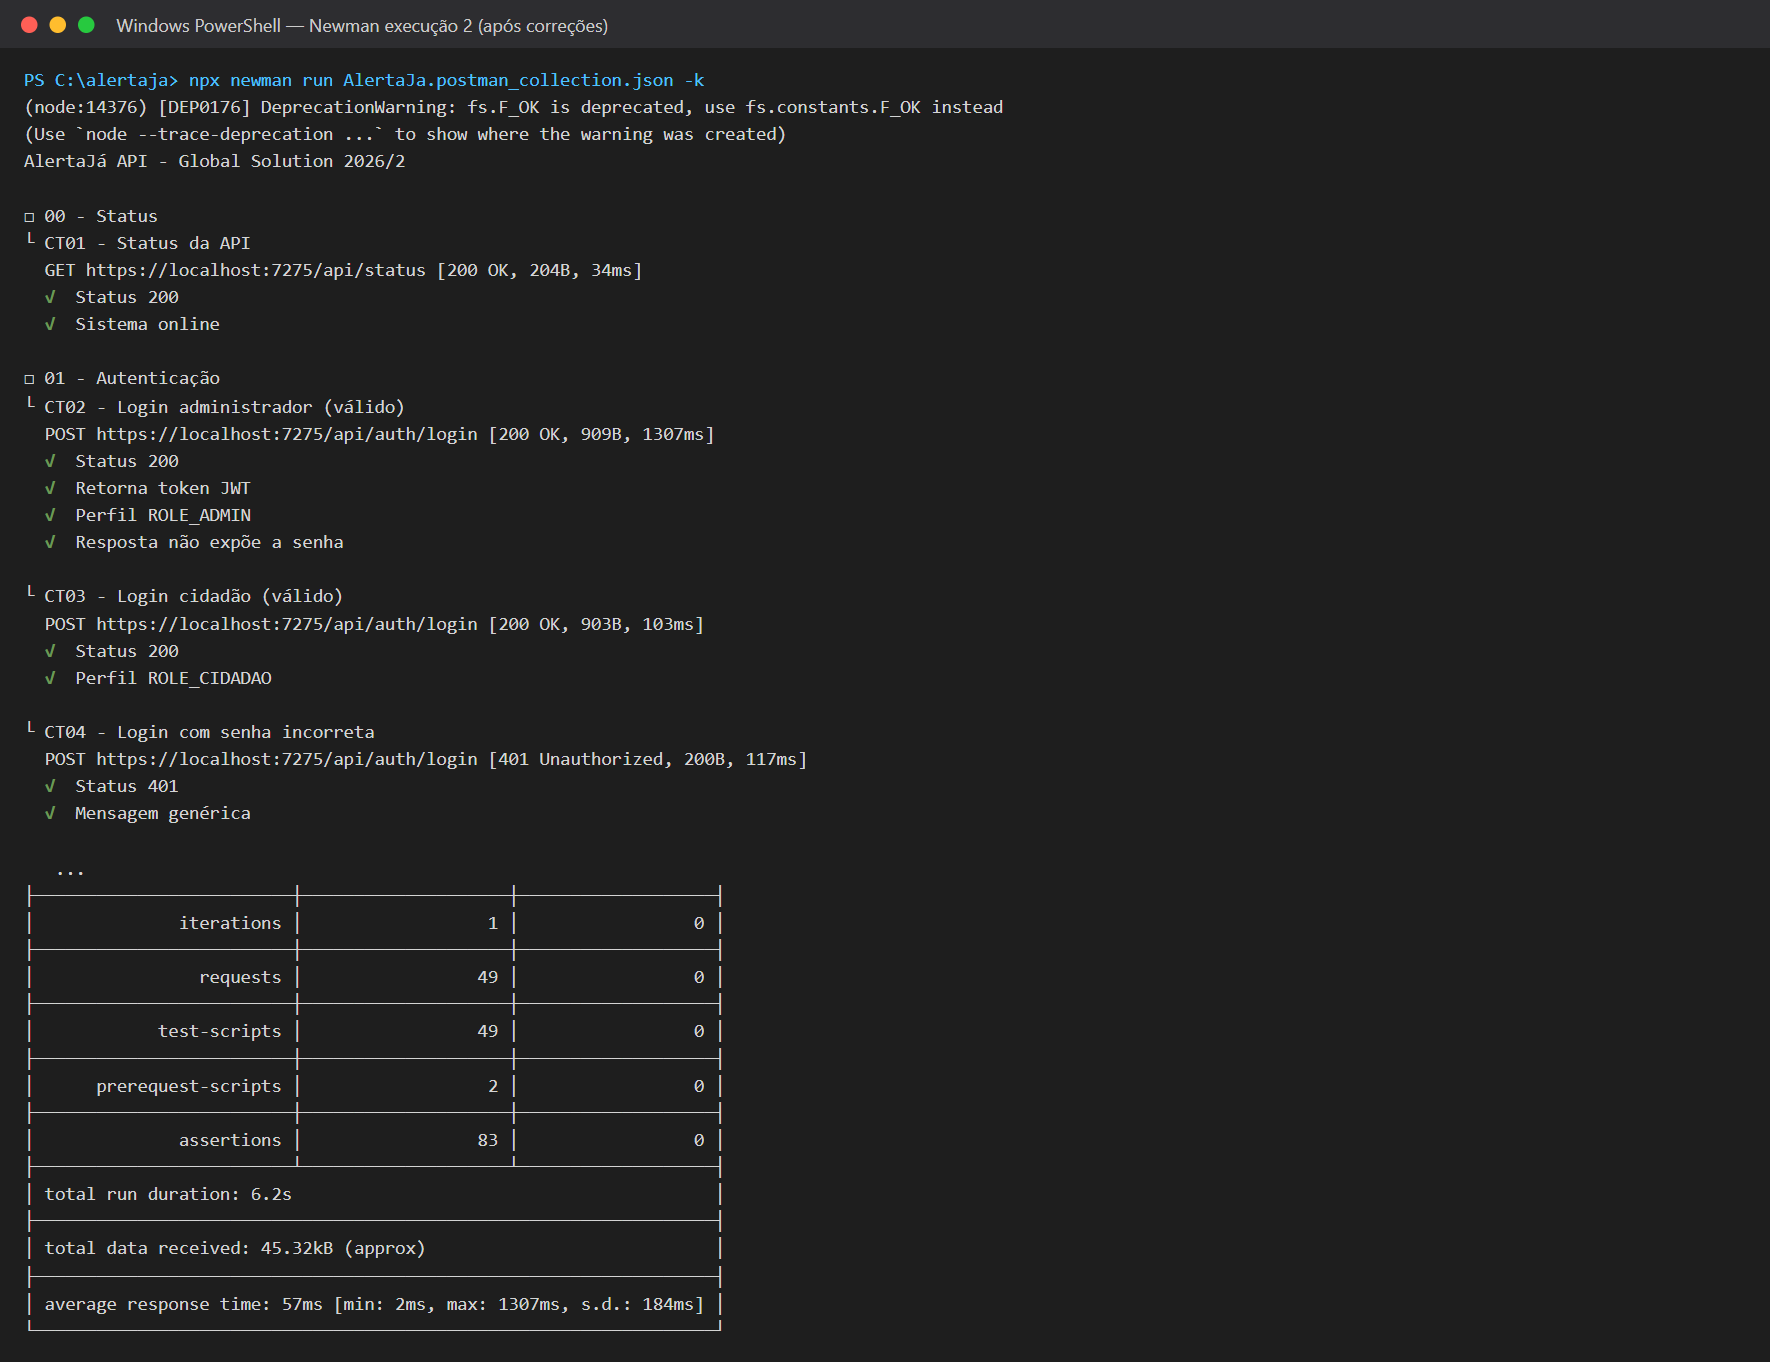 Windows PowerShell — Newman execução 2 (após correções)
PS C:\alertaja> npx newman run AlertaJa.postman_collection.json -k
(node:14376) [DEP0176] DeprecationWarning: fs.F_OK is deprecated, use fs.constants.F_OK instead
(Use `node --trace-deprecation ...` to show where the warning was created)
AlertaJá API - Global Solution 2026/2
□ 00 - Status
└ CT01 - Status da API
GET https://localhost:7275/api/status [200 OK, 204B, 34ms]
√ Status 200
√ Sistema online
□ 01 - Autenticação
└ CT02 - Login administrador (válido)
POST https://localhost:7275/api/auth/login [200 OK, 909B, 1307ms]
√ Status 200
√ Retorna token JWT
√ Perfil ROLE_ADMIN
√ Resposta não expõe a senha
└ CT03 - Login cidadão (válido)
POST https://localhost:7275/api/auth/login [200 OK, 903B, 103ms]
√ Status 200
√ Perfil ROLE_CIDADAO
└ CT04 - Login com senha incorreta
POST https://localhost:7275/api/auth/login [401 Unauthorized, 200B, 117ms]
√ Status 401
√ Mensagem genérica
...
iterations 1 0
requests 49 0
test-scripts 49 0
prerequest-scripts 2 0
assertions 83 0
total run duration: 6.2s
total data received: 45.32kB (approx)
average response time: 57ms [min: 2ms, max: 1307ms, s.d.: 184ms]